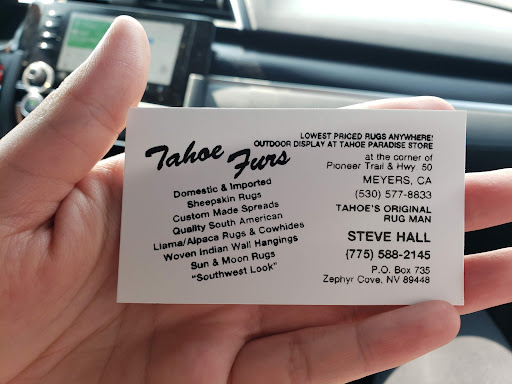 LOWEST PRICED RUGS ANYWHERE!
OUTDOOR DISPLAY AT TAHOE PARADISE STORE
Tahoe Furs
Domestic & Imported
Sheepskin Rugs
Custom Made Spreads
Quality South American
Llama/Alpaca Rugs & Cowhides
Woven Indian Wall Hangings
Sun & Moon Rugs
"Southwest Look"
at the corner of
Pioneer Trail & Hwy. 50
MEYERS, CA
(530) 577-8833
TAHOE'S ORIGINAL
RUG MAN
STEVE HALL
(775) 588-2145
P.O. Box 735
Zephyr Cove, NV 89448